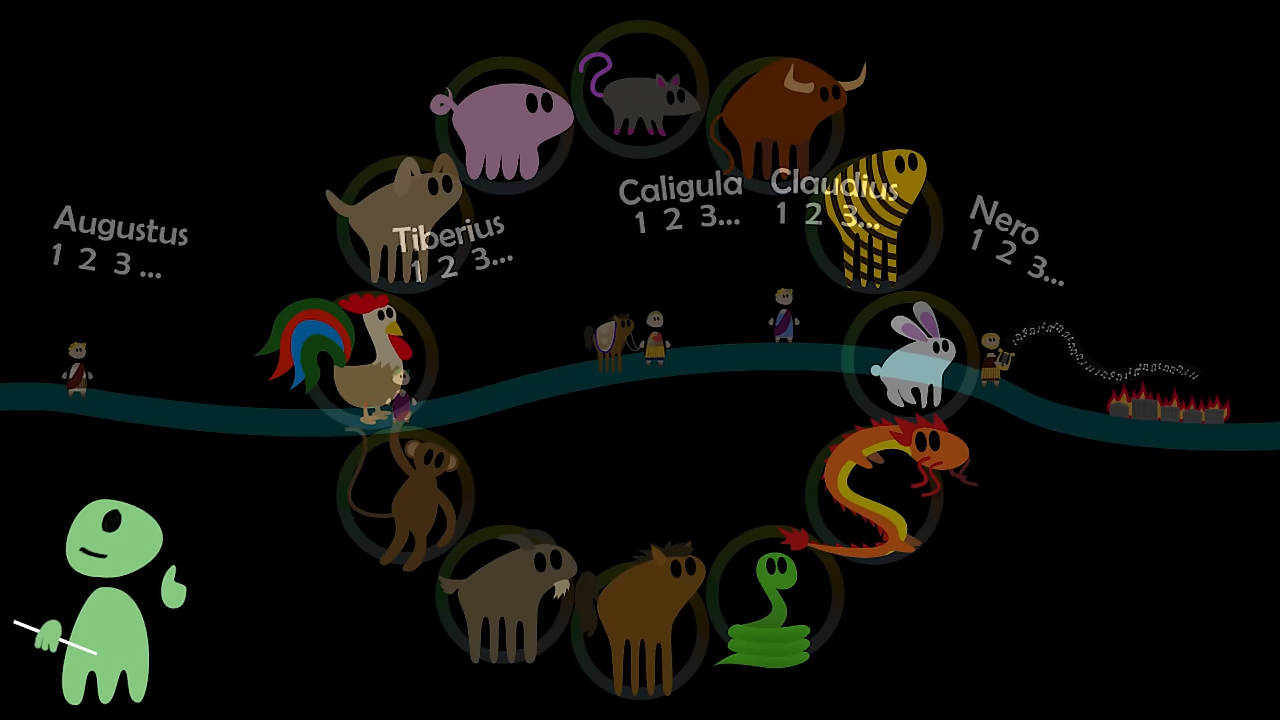 Augustus
1 2 3...
Tiberius
1 2 3...
Caligula
1 2 3...
Claudius
1 2 3...
Nero
1 2 3...